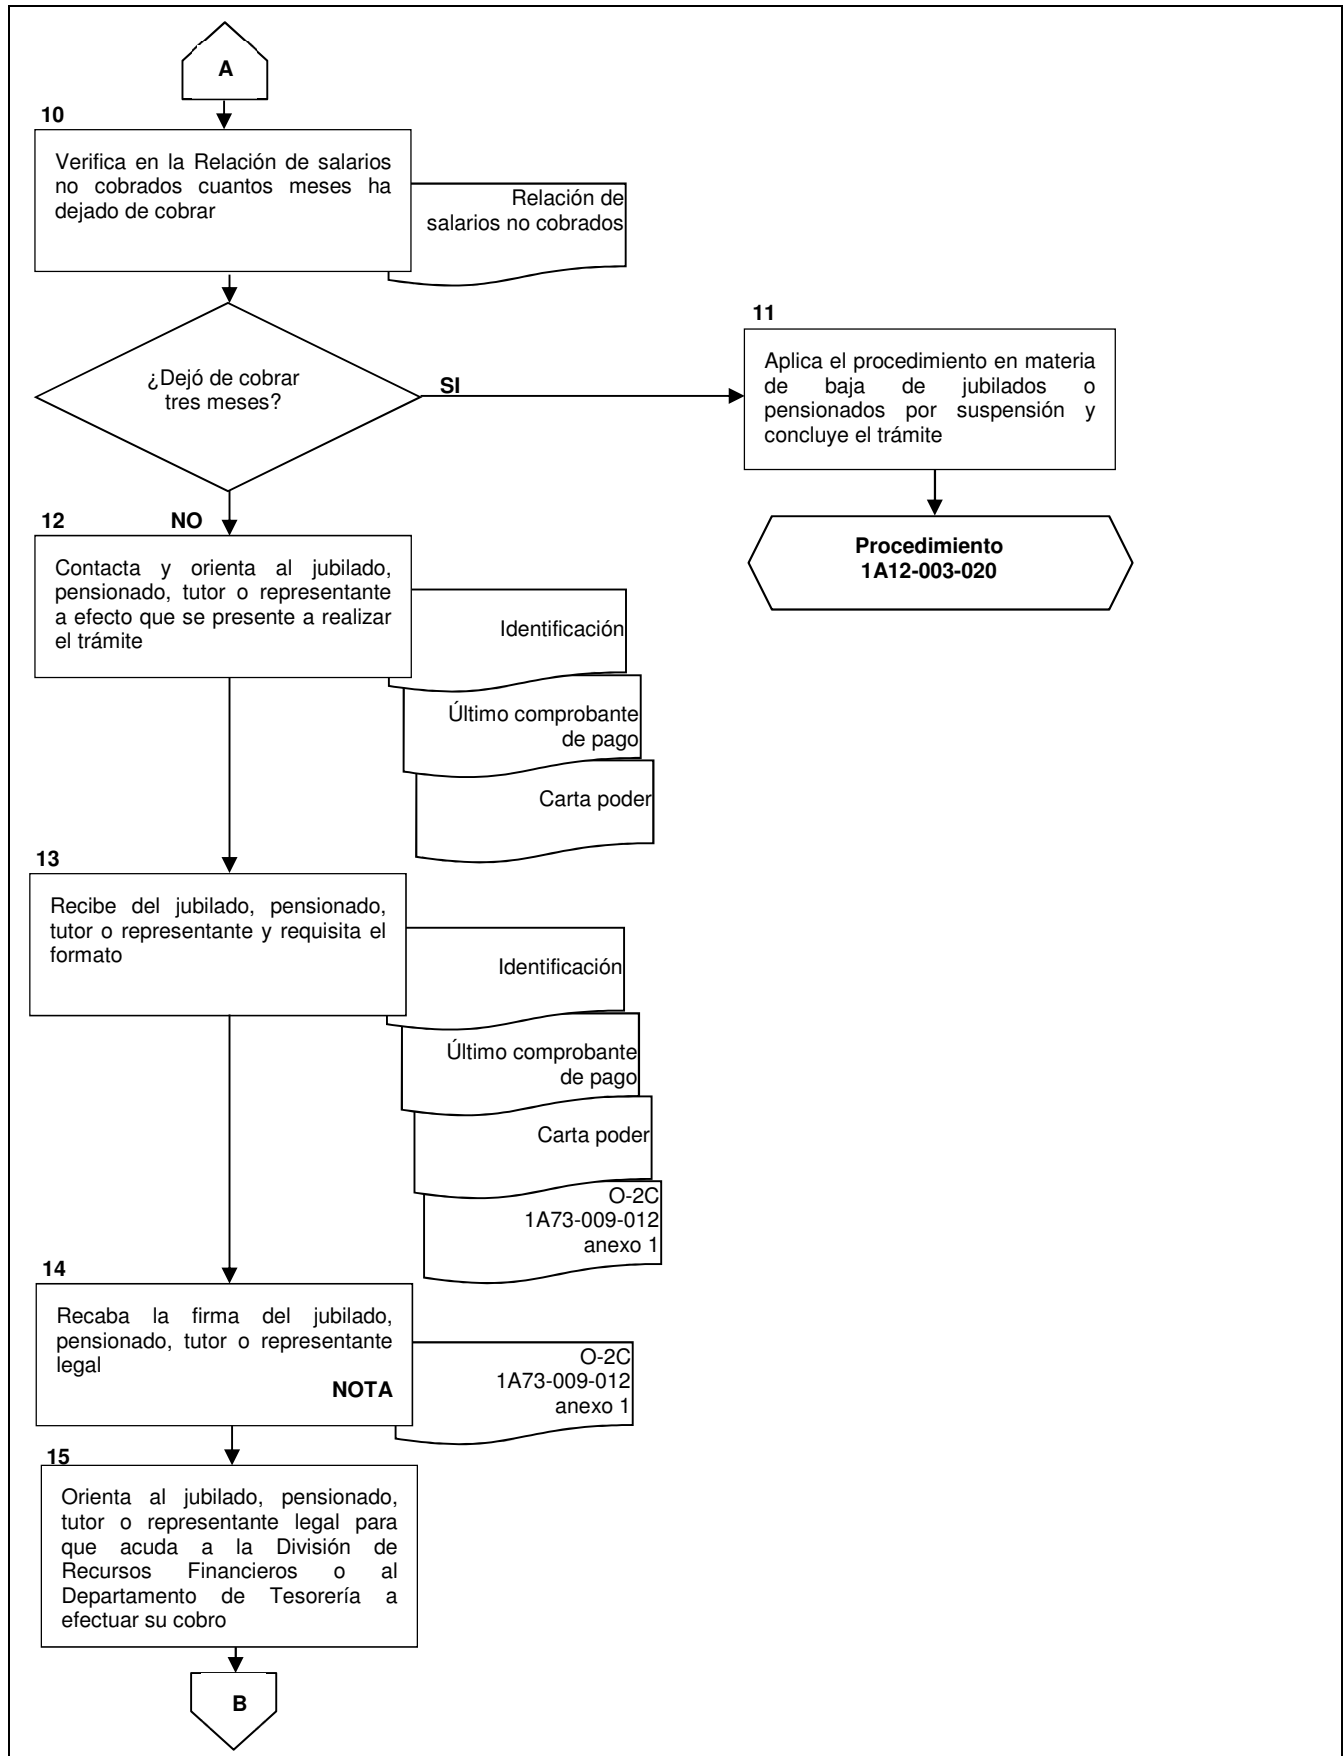 A
10
Verifica en la Relación de salarios
no cobrados cuantos meses ha
dejado de cobrar
Relación de
salarios no cobrados
¿Dejó de cobrar
tres meses?
SI
11
Aplica el procedimiento en materia
de baja de jubilados o
pensionados por suspensión y
concluye el trámite
Procedimiento
1A12-003-020
12
NO
Contacta y orienta al jubilado,
pensionado, tutor o representante
a efecto que se presente a realizar
el trámite
Identificación
Último comprobante
de pago
Carta poder
13
Recibe del jubilado, pensionado,
tutor o representante y requisita el
formato
Identificación
Último comprobante
de pago
Carta poder
O-2C
1A73-009-012
anexo 1
14
Recaba la firma del jubilado,
pensionado, tutor o representante
legal
NOTA
O-2C
1A73-009-012
anexo 1
15
Orienta al jubilado, pensionado,
tutor o representante legal para
que acuda a la División de
Recursos Financieros o al
Departamento de Tesorería a
efectuar su cobro
B